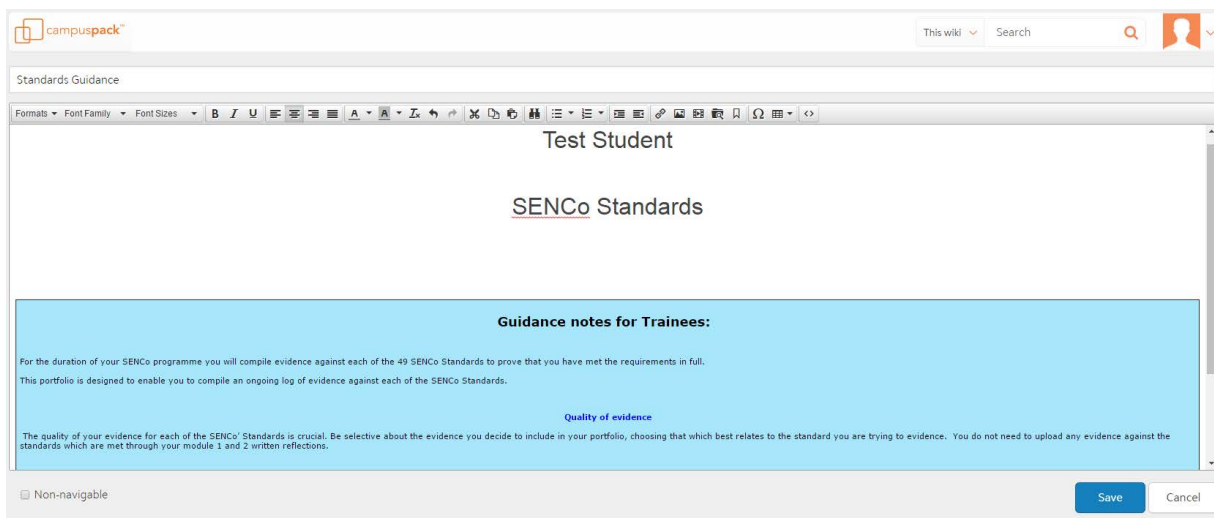 campuspack™
This wiki Search
Standards Guidance
Formats Font Family Font Sizes B I U A A Ix Ω <>
Test Student
SENCo Standards
Guidance notes for Trainees:
For the duration of your SENCo programme you will compile evidence against each of the 49 SENCo Standards to prove that you have met the requirements in full.
This portfolio is designed to enable you to compile an ongoing log of evidence against each of the SENCo Standards.
Quality of evidence
The quality of your evidence for each of the SENCo' Standards is crucial. Be selective about the evidence you decide to include in your portfolio, choosing that which best relates to the standard you are trying to evidence. You do not need to upload any evidence against the
standards which are met through your module 1 and 2 written reflections.
Non-navigable Save Cancel